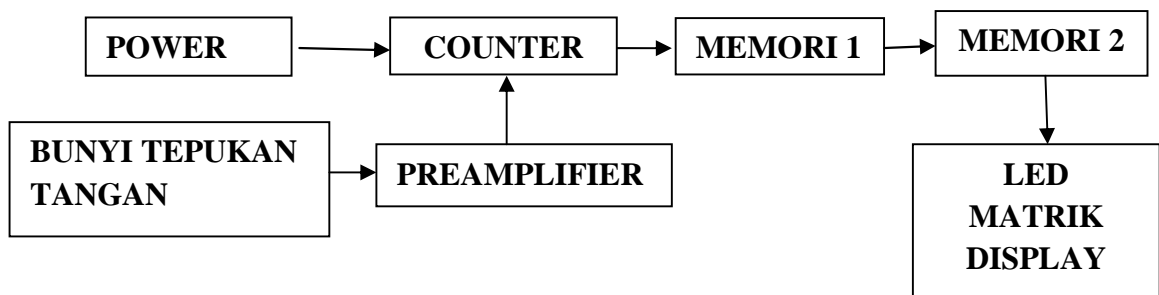 POWER
COUNTER
MEMORI 1
MEMORI 2
BUNYI TEPUKAN
TANGAN
PREAMPLIFIER
LED
MATRIK
DISPLAY